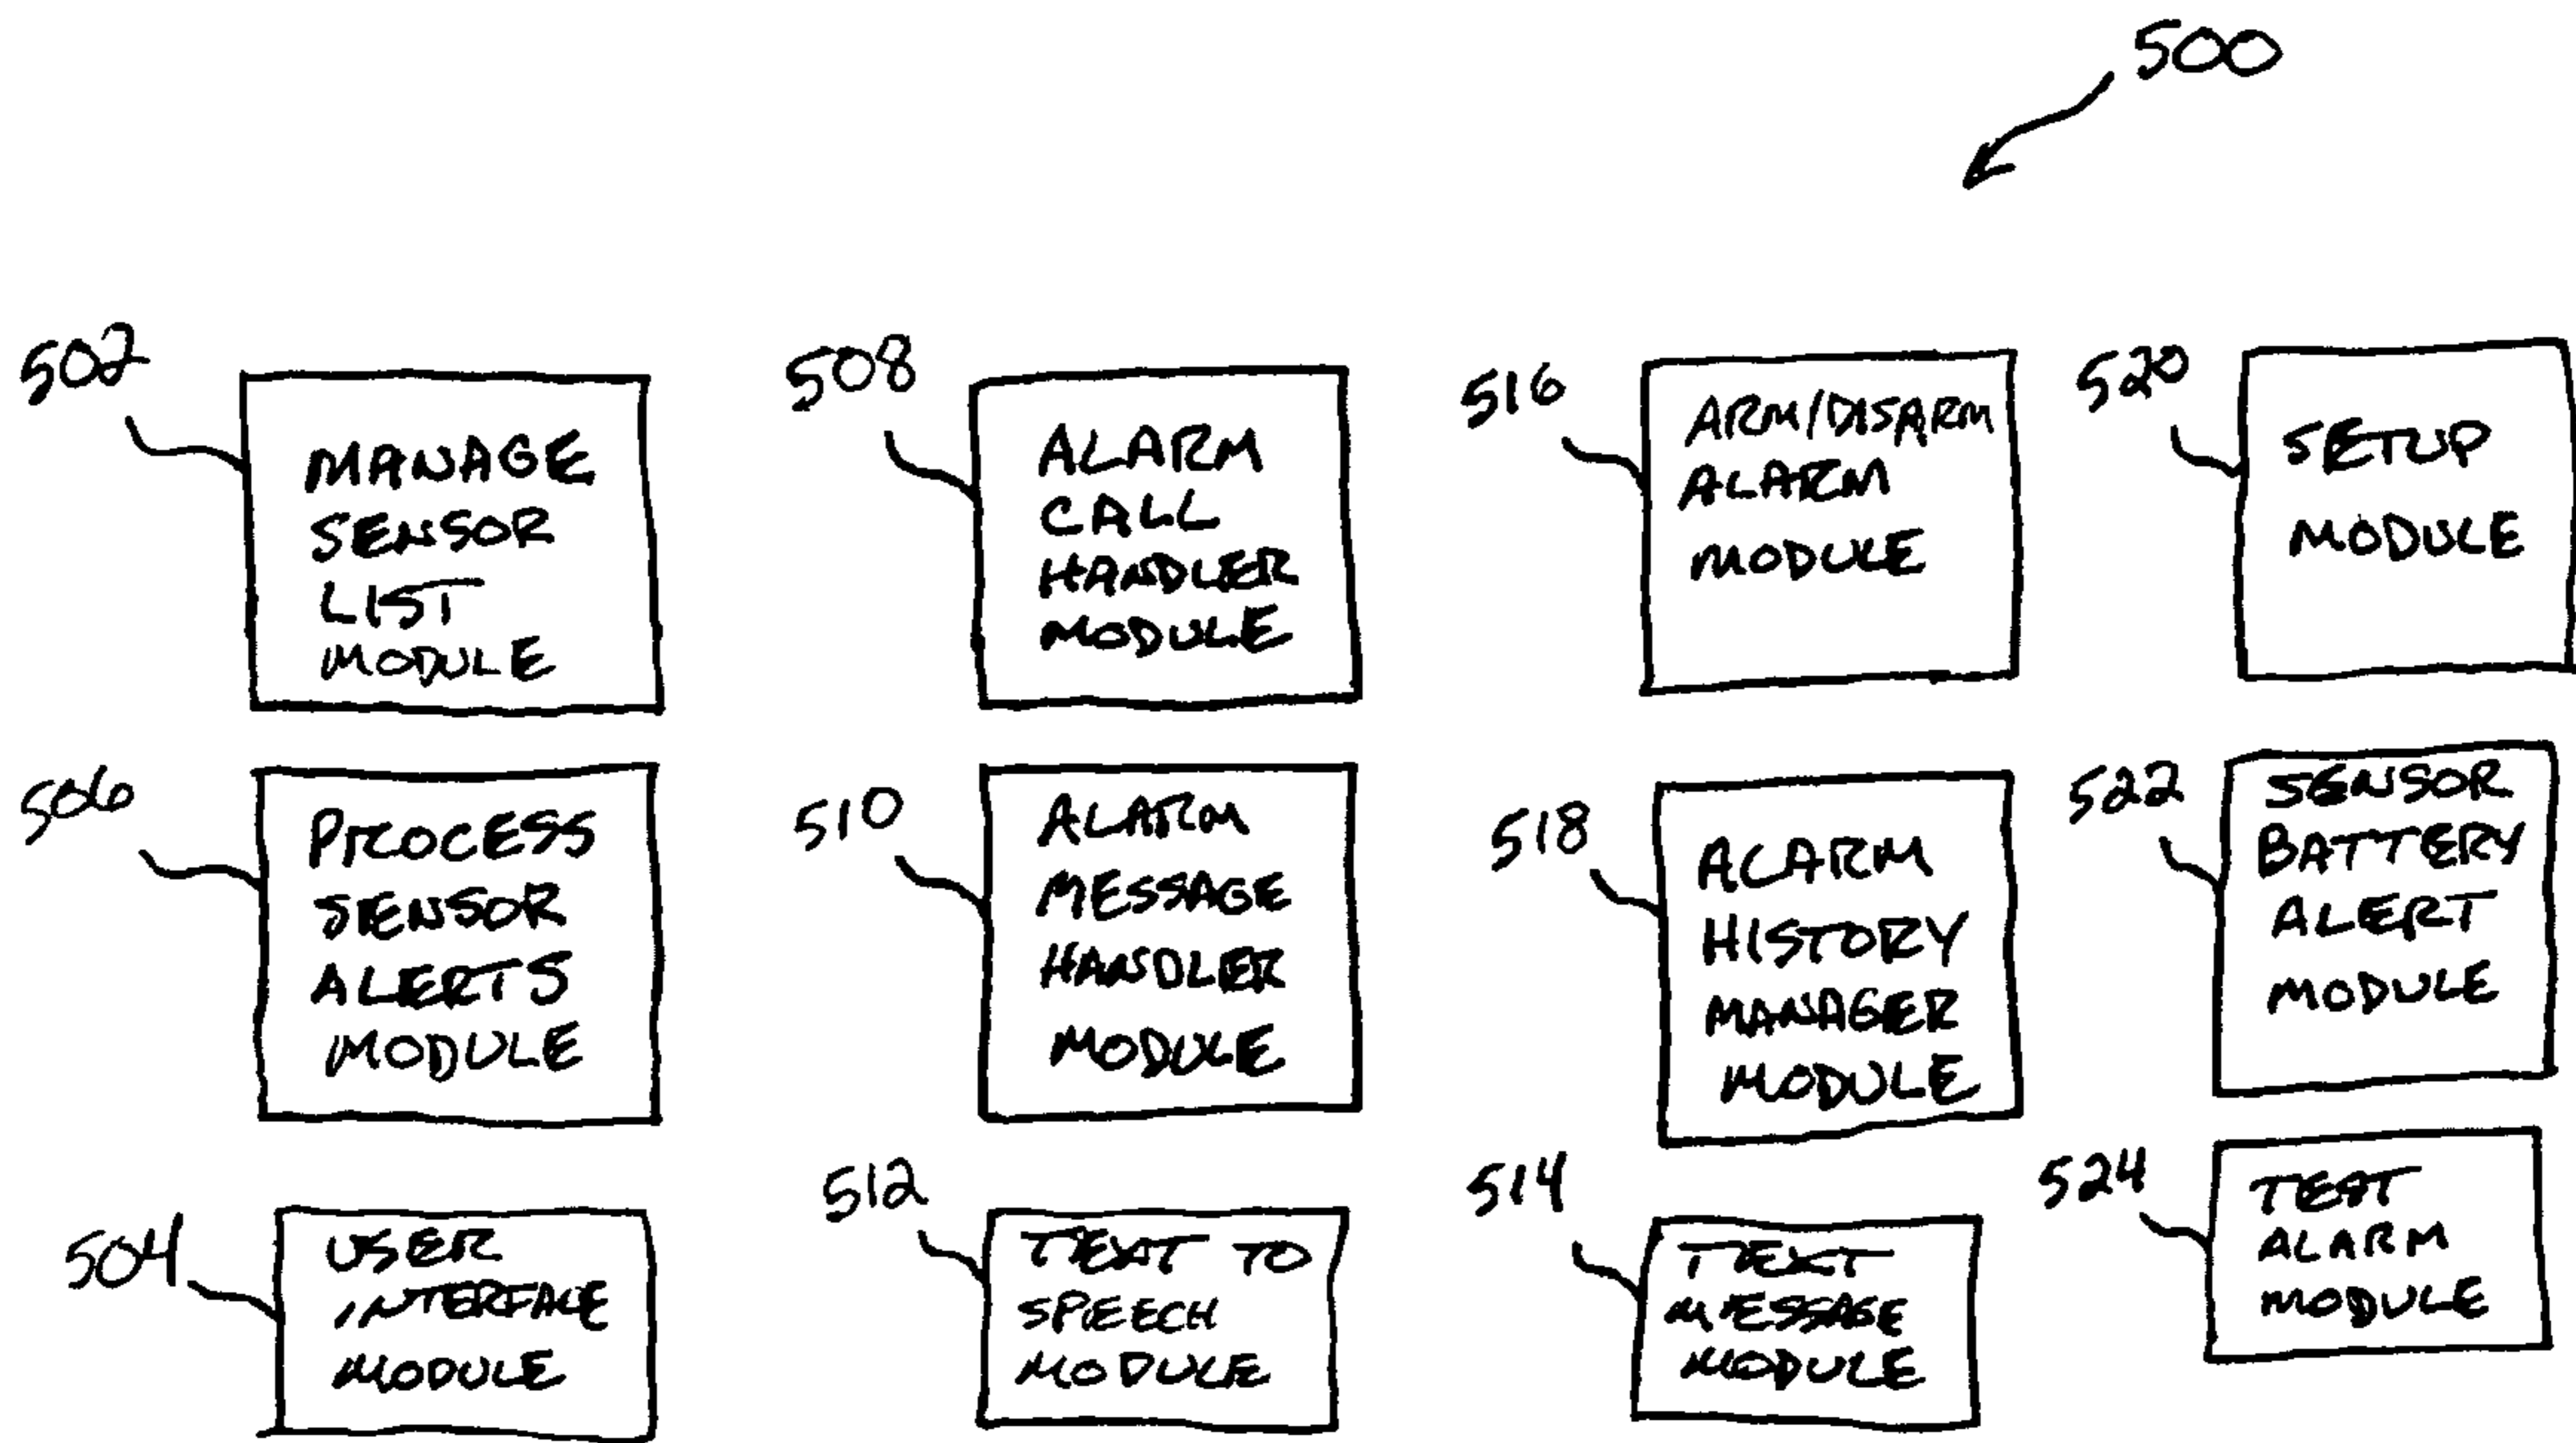 500
502
MANAGE
SENSOR
LIST
MODULE
508
ALARM
CALL
HANDLER
MODULE
516
ARM/DISARM
ALARM
MODULE
520
SETUP
MODULE
506
PROCESS
SENSOR
ALERTS
MODULE
510
ALARM
MESSAGE
HANDLER
MODULE
518
ALARM
HISTORY
MANAGER
MODULE
522
SENSOR
BATTERY
ALERT
MODULE
504
USER
INTERFACE
MODULE
512
TEXT TO
SPEECH
MODULE
514
TEXT
MESSAGE
MODULE
524
TEST
ALARM
MODULE